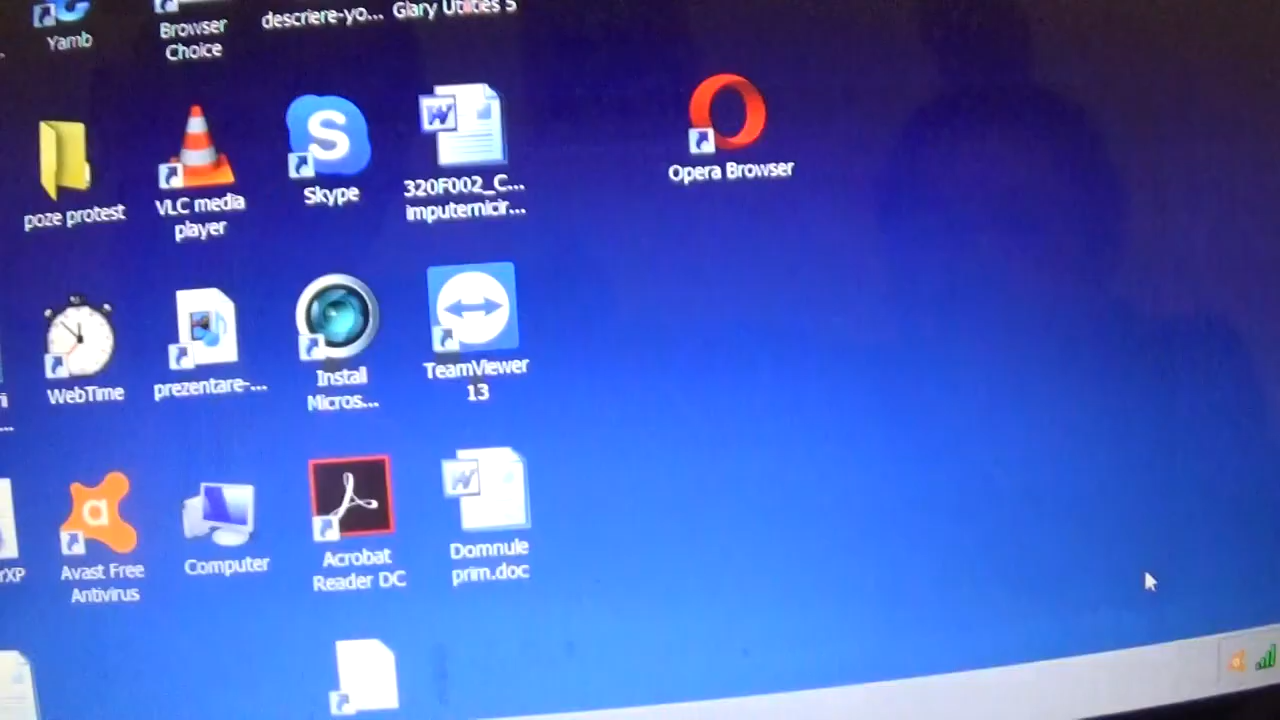 Yamb
Browser
Choice
descriere-yo...
Glary Utilities 5
poze protest
VLC media
player
Skype
320F002_C...
imputernicir...
Opera Browser
WebTime
prezentare-...
Install
Micros...
TeamViewer
13
Avast Free
Antivirus
Computer
Acrobat
Reader DC
Domnule
prim.doc